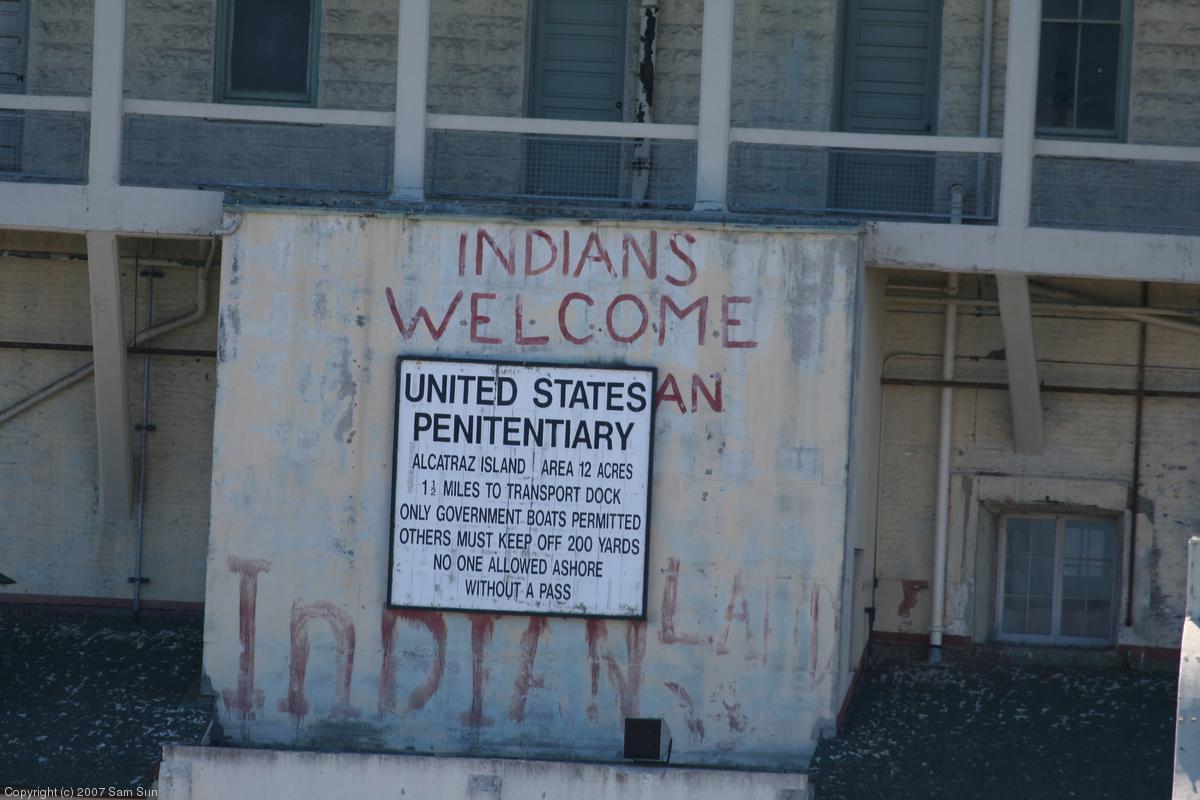 INDIANS
WELCOME
UNITED STATES
PENITENTIARY
ALCATRAZ ISLAND AREA 12 ACRES
1½ MILES TO TRANSPORT DOCK
ONLY GOVERNMENT BOATS PERMITTED
OTHERS MUST KEEP OFF 200 YARDS
NO ONE ALLOWED ASHORE
WITHOUT A PASS
AN
INDIAN LAND
Copyright (c) 2007 Sam Sun